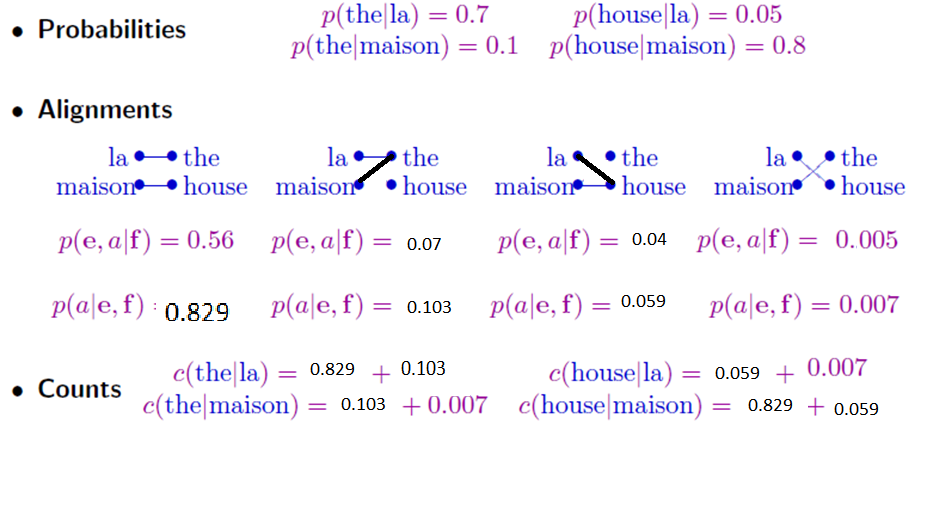 • Probabilities
p(the|la) = 0.7 p(house|la) = 0.05
p(the|maison) = 0.1 p(house|maison) = 0.8
• Alignments
la the la the la the la the
maison house maison house maison house maison house
p(e, a|f) = 0.56 p(e, a|f) = 0.07 p(e, a|f) = 0.04 p(e, a|f) = 0.005
p(a|e, f) : 0.829 p(a|e, f) = 0.103 p(a|e, f) = 0.059 p(a|e, f) = 0.007
• Counts
c(the|la) = 0.829 + 0.103 c(house|la) = 0.059 + 0.007
c(the|maison) = 0.103 + 0.007 c(house|maison) = 0.829 + 0.059